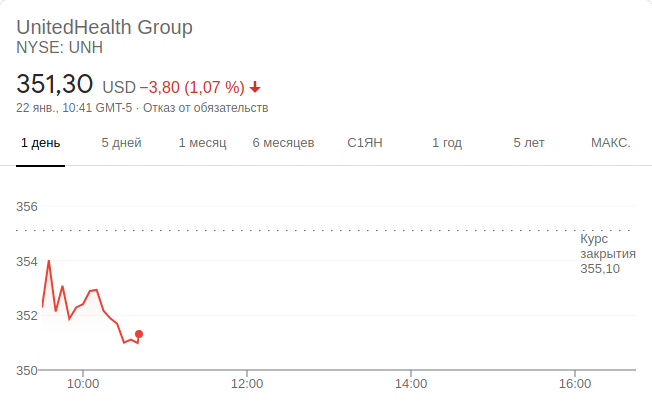 UnitedHealth Group
NYSE: UNH
351,30 USD −3,80 (1,07 %)
22 янв., 10:41 GMT-5 · Отказ от обязательств
1 день 5 дней 1 месяц 6 месяцев С1ЯН 1 год 5 лет МАКС.
356
Курс
закрытия
355,10
354
352
350
10:00 12:00 14:00 16:00